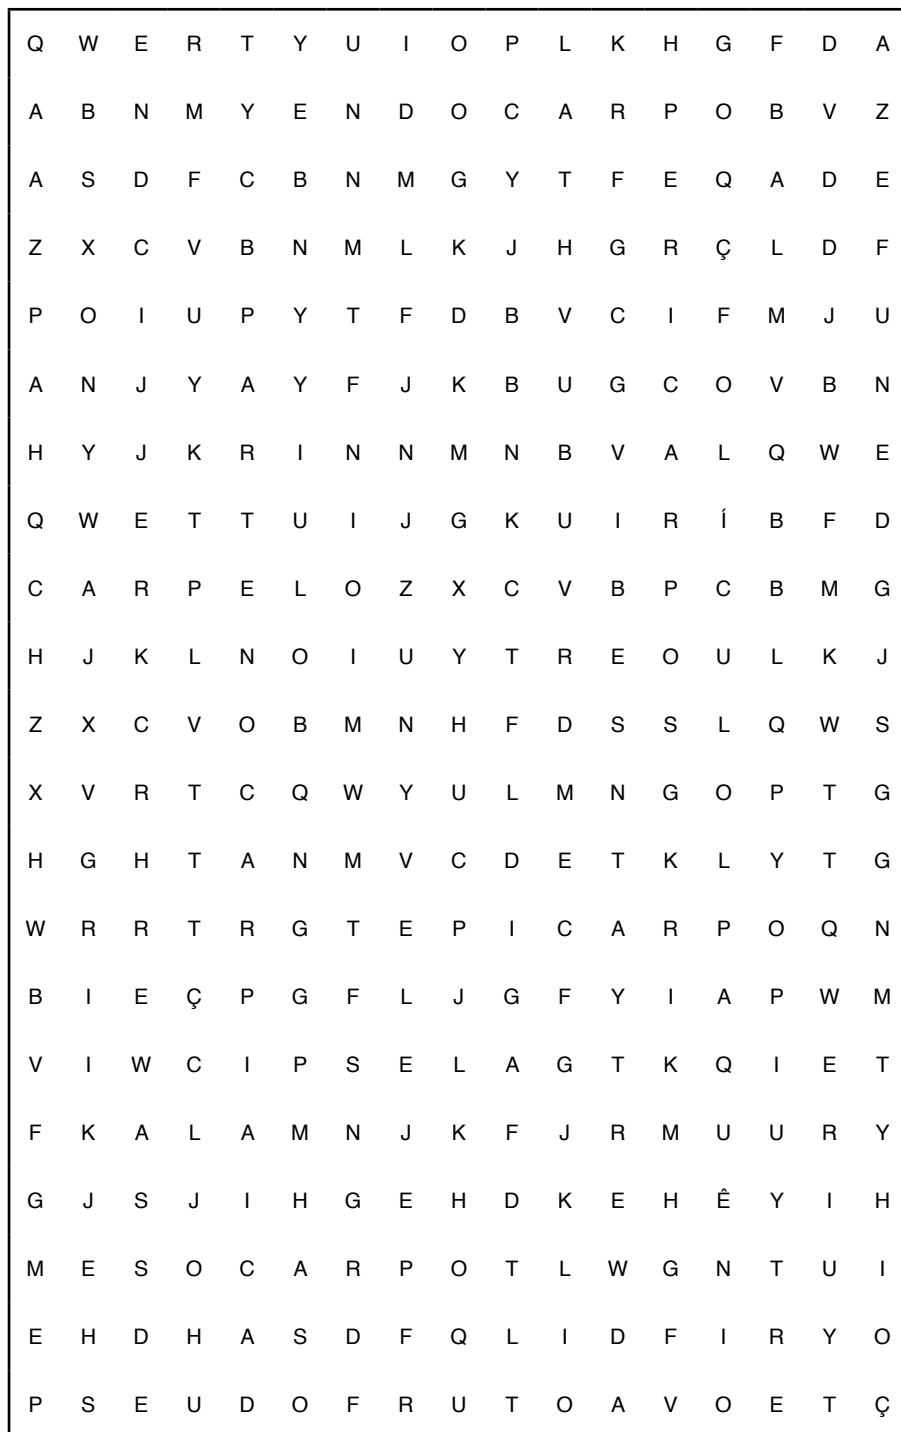 Q W E R T Y U I O P L K H G F D A
A B N M Y E N D O C A R P O B V Z
A S D F C B N M G Y T F E Q A D E
Z X C V B N M L K J H G R Ç L D F
P O I U P Y T F D B V C I F M J U
A N J Y A Y F J K B U G C O V B N
H Y J K R I N N M N B V A L Q W E
Q W E T T U I J G K U I R Í B F D
C A R P E L O Z X C V B P C B M G
H J K L N O I U Y T R E O U L K J
Z X C V O B M N H F D S S L Q W S
X V R T C Q W Y U L M N G O P T G
H G H T A N M V C D E T K L Y T G
W R R T R G T E P I C A R P O Q N
B I E Ç P G F L J G F Y I A P W M
V I W C I P S E L A G T K Q I E T
F K A L A M N J K F J R M U U R Y
G J S J I H G E H D K E H Ê Y I H
M E S O C A R P O T L W G N T U I
E H D H A S D F Q L I D F I R Y O
P S E U D O F R U T O A V O E T Ç